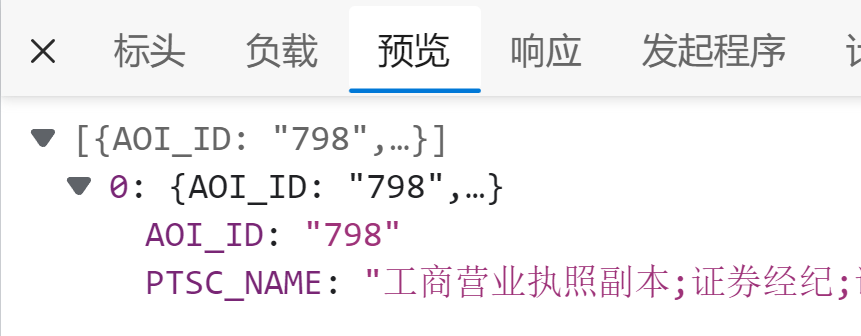 标头 负载 预览 响应 发起程序
[{AOI_ID: "798",…}]
0: {AOI_ID: "798",…}
AOI_ID: "798"
PTSC_NAME: "工商营业执照副本;证券经纪;